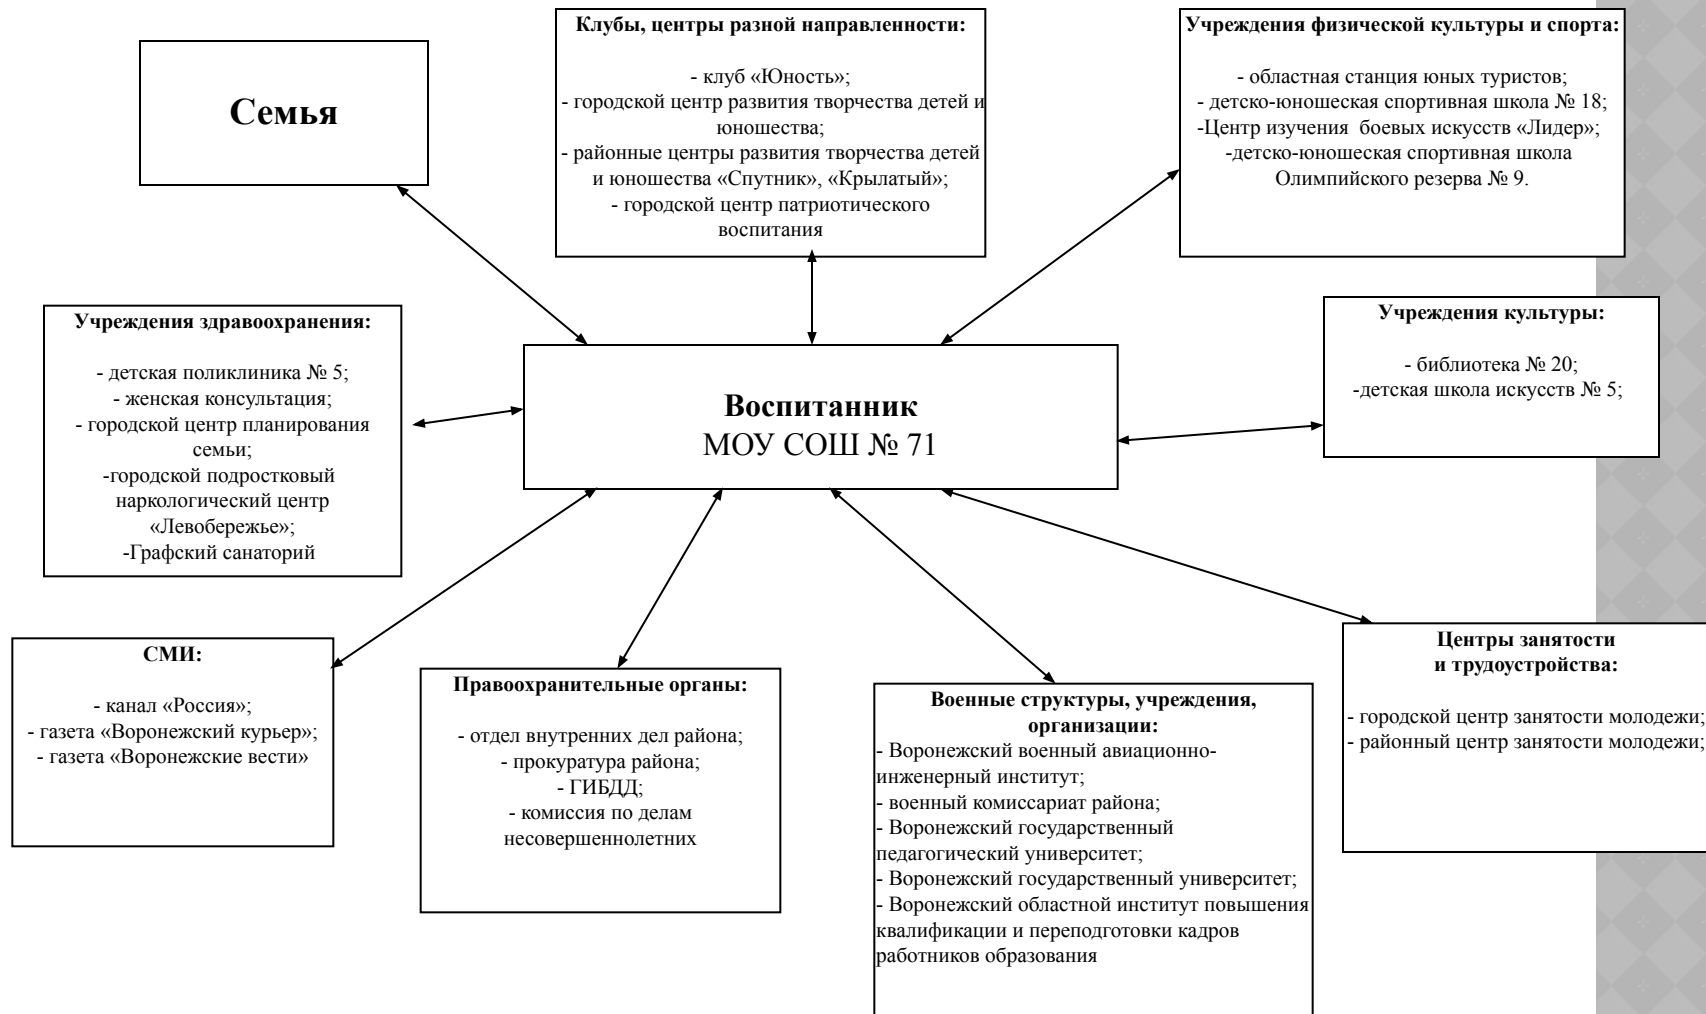 Семья
Клубы, центры разной направленности:
- клуб «Юность»;
- городской центр развития творчества детей и
юношества;
- районные центры развития творчества детей
и юношества «Спутник», «Крылатый»;
- городской центр патриотического
воспитания
Учреждения физической культуры и спорта:
- областная станция юных туристов;
- детско-юношеская спортивная школа № 18;
-Центр изучения боевых искусств «Лидер»;
-детско-юношеская спортивная школа
Олимпийского резерва № 9.
Учреждения здравоохранения:
- детская поликлиника № 5;
- женская консультация;
- городской центр планирования
семьи;
-городской подростковый
наркологический центр
«Левобережье»;
-Графский санаторий
Воспитанник
МОУ СОШ № 71
Учреждения культуры:
- библиотека № 20;
-детская школа искусств № 5;
СМИ:
- канал «Россия»;
- газета «Воронежский курьер»;
- газета «Воронежские вести»
Правоохранительные органы:
- отдел внутренних дел района;
- прокуратура района;
- ГИБДД;
- комиссия по делам
несовершеннолетних
Военные структуры, учреждения,
организации:
- Воронежский военный авиационно-
инженерный институт;
- военный комиссариат района;
- Воронежский государственный
педагогический университет;
- Воронежский государственный университет;
- Воронежский областной институт повышения
квалификации и переподготовки кадров
работников образования
Центры занятости
и трудоустройства:
- городской центр занятости молодежи;
- районный центр занятости молодежи;